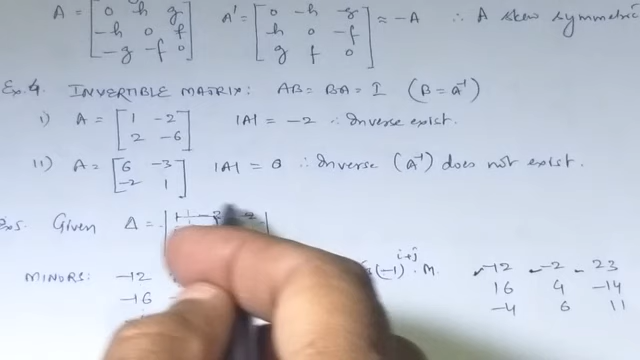 A = [ 0 h g A' = [ 0 -h -g ≈ -A ∴ A skew symmetric
-h 0 f h 0 -f
-g -f 0 ] g f 0 ]
Ex.4. INVERTIBLE MATRIX: AB = BA = I (B = a⁻¹)
i) A = [ 1 -2 |A| = -2 ∴ Inverse exist.
2 -6 ]
ii) A = [ 6 -3 |A| = 0 ∴ Inverse (a⁻¹) does not exist.
-2 1 ]
Ex5. Given Δ =
(-1)^i+j . M
MINORS: -12 -12 -2 23
-16 16 4 -14
-4 6 11